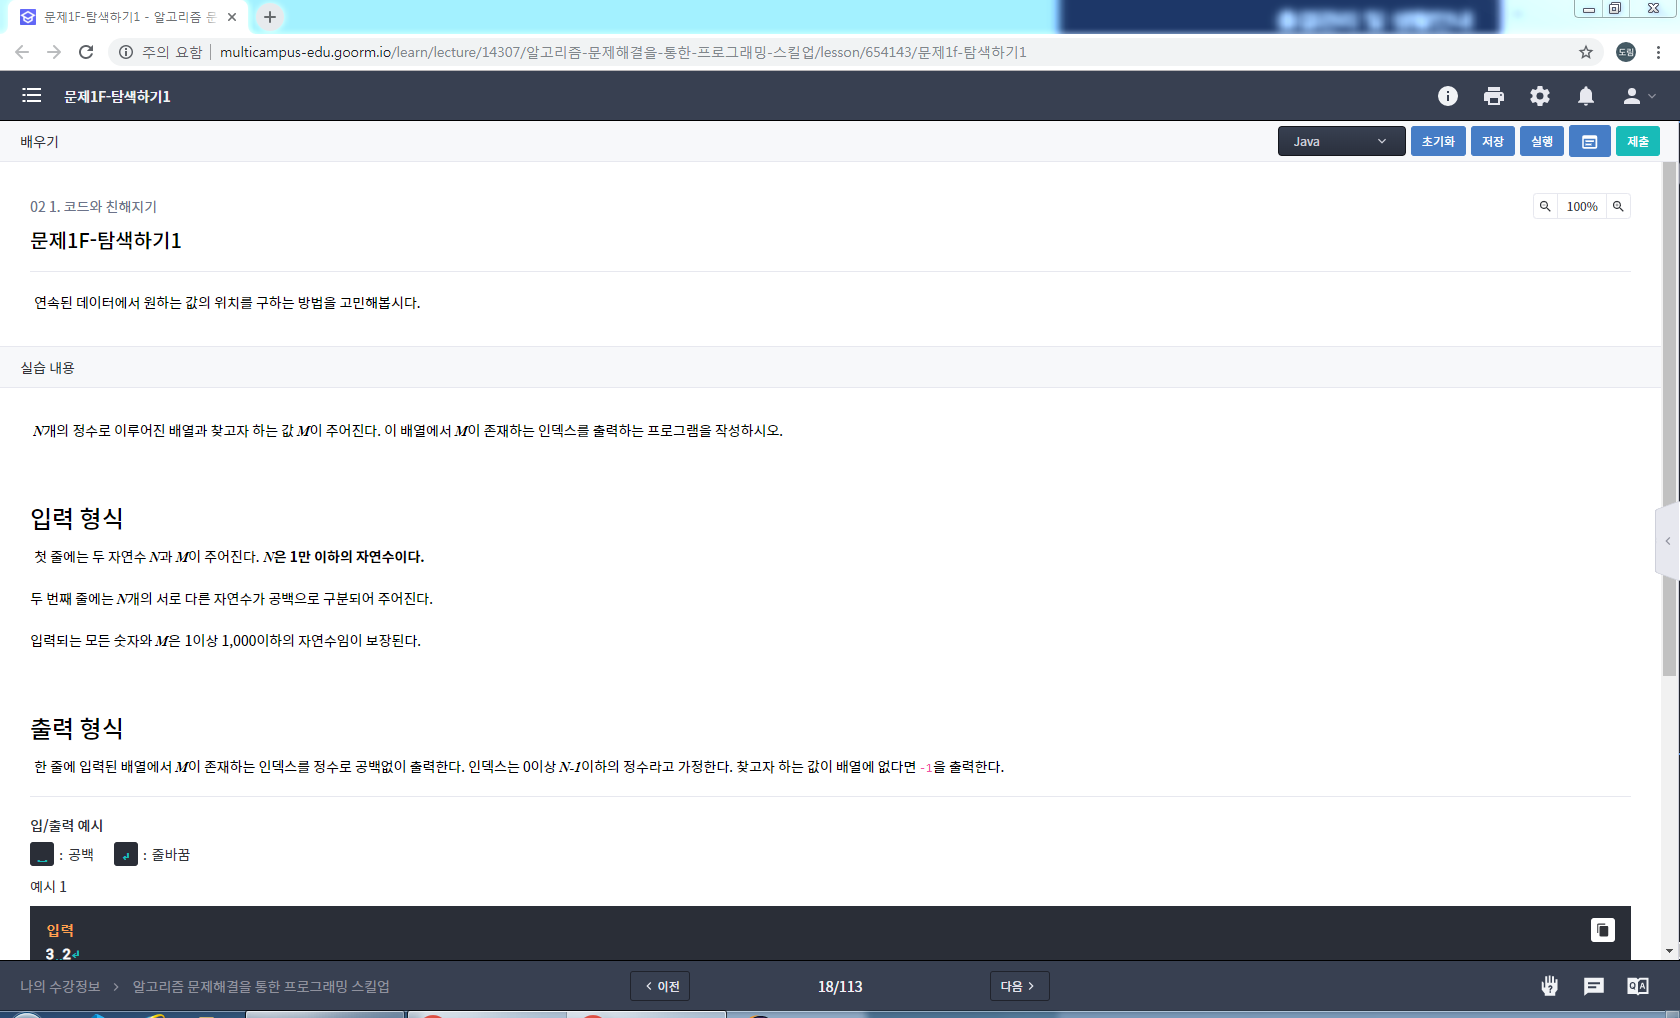 문제1F-탐색하기1 - 알고리즘 문
주의 요함 | multicampus-edu.goorm.io/learn/lecture/14307/알고리즘-문제해결을-통한-프로그래밍-스킬업/lesson/654143/문제1f-탐색하기1
도림
문제1F-탐색하기1
배우기
Java
초기화
저장
실행
제출
02 1. 코드와 친해지기
100%
문제1F-탐색하기1
연속된 데이터에서 원하는 값의 위치를 구하는 방법을 고민해봅시다.
실습 내용
N개의 정수로 이루어진 배열과 찾고자 하는 값 M이 주어진다. 이 배열에서 M이 존재하는 인덱스를 출력하는 프로그램을 작성하시오.
입력 형식
첫 줄에는 두 자연수 N과 M이 주어진다. N은 1만 이하의 자연수이다.
두 번째 줄에는 N개의 서로 다른 자연수가 공백으로 구분되어 주어진다.
입력되는 모든 숫자와 M은 1이상 1,000이하의 자연수임이 보장된다.
출력 형식
한 줄에 입력된 배열에서 M이 존재하는 인덱스를 정수로 공백없이 출력한다. 인덱스는 0이상 N-1이하의 정수라고 가정한다. 찾고자 하는 값이 배열에 없다면 -1을 출력한다.
입/출력 예시
␣ : 공백 ↵ : 줄바꿈
예시 1
입력
3␣2↵
나의 수강정보 > 알고리즘 문제해결을 통한 프로그래밍 스킬업
< 이전
18/113
다음 >
Q A